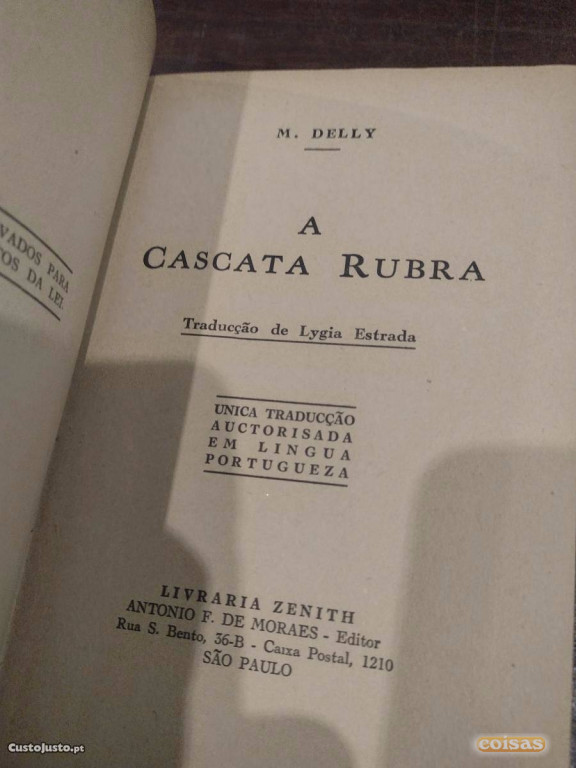 VADOS PARA
TOS DA LEI.
M. DELLY
A
CASCATA RUBRA
Traducção de Lygia Estrada
UNICA TRADUCÇÃO
AUCTORISADA
EM LINGUA
PORTUGUEZA
LIVRARIA ZENITH
ANTONIO F. DE MORAES - Editor
Rua S. Bento, 36-B - Caixa Postal, 1210
SÃO PAULO
CustoJusto.pt
coisas